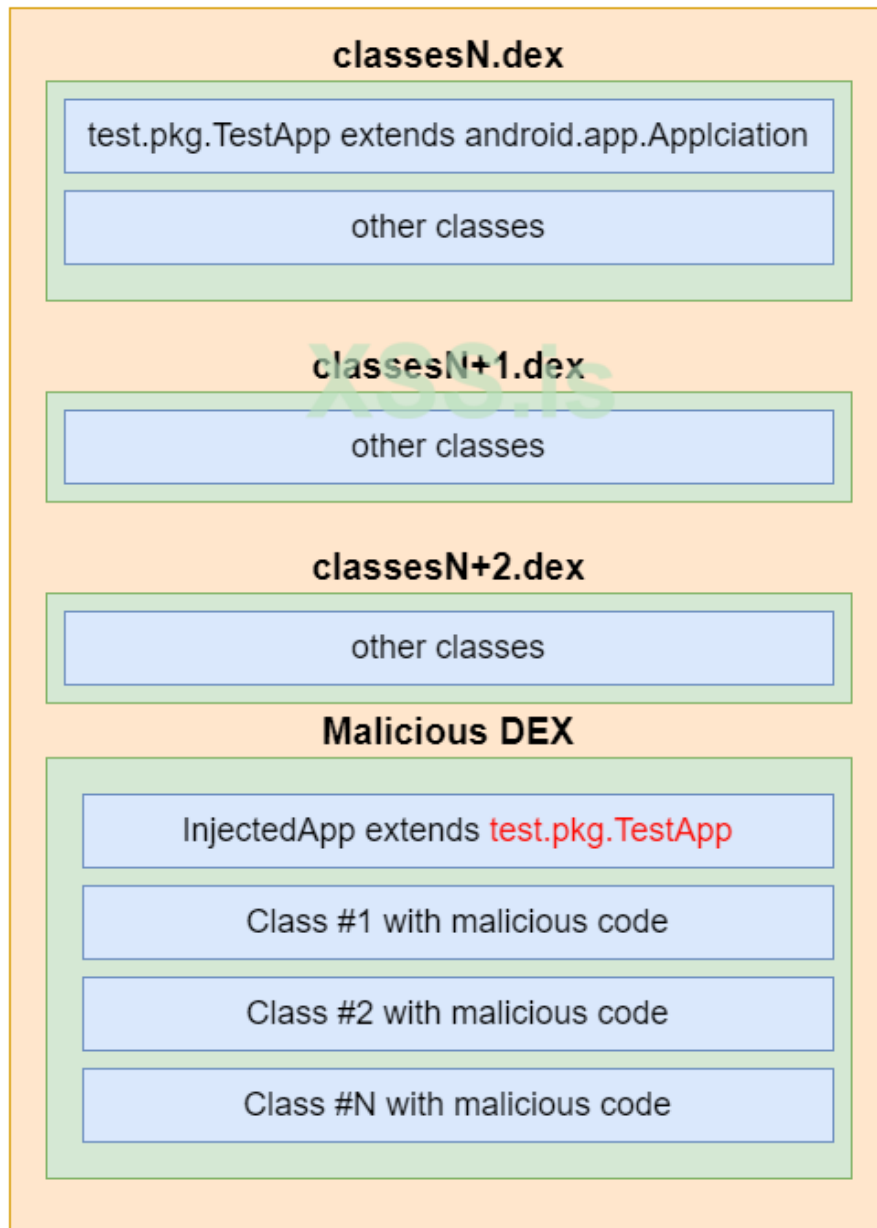 classesN.dex
test.pkg.TestApp extends android.app.Applciation
other classes
XSS.is
classesN+1.dex
other classes
classesN+2.dex
other classes
Malicious DEX
InjectedApp extends test.pkg.TestApp
Class #1 with malicious code
Class #2 with malicious code
Class #N with malicious code